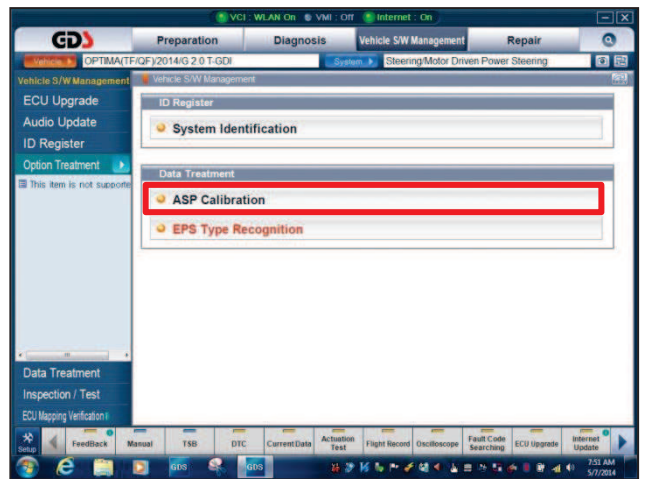 VCI : WLAN On VMI : Off Internet : On
GDS Preparation Diagnosis Vehicle S/W Management Repair
Vehicle OPTIMA(TF/QF)/2014/G 2.0 T-GDI System Steering/Motor Driven Power Steering
Vehicle S/W Management Vehicle S/W Management
ECU Upgrade
Audio Update
ID Register
Option Treatment
This item is not supporte
ID Register
System Identification
Data Treatment
ASP Calibration
EPS Type Recognition
Data Treatment
Inspection / Test
ECU Mapping Verification
Setup FeedBack Manual TSB DTC Current Data Actuation Test Flight Record Oscilloscope Fault Code Searching ECU Upgrade Internet Update
GDS GDS 7:51 AM
5/7/2014